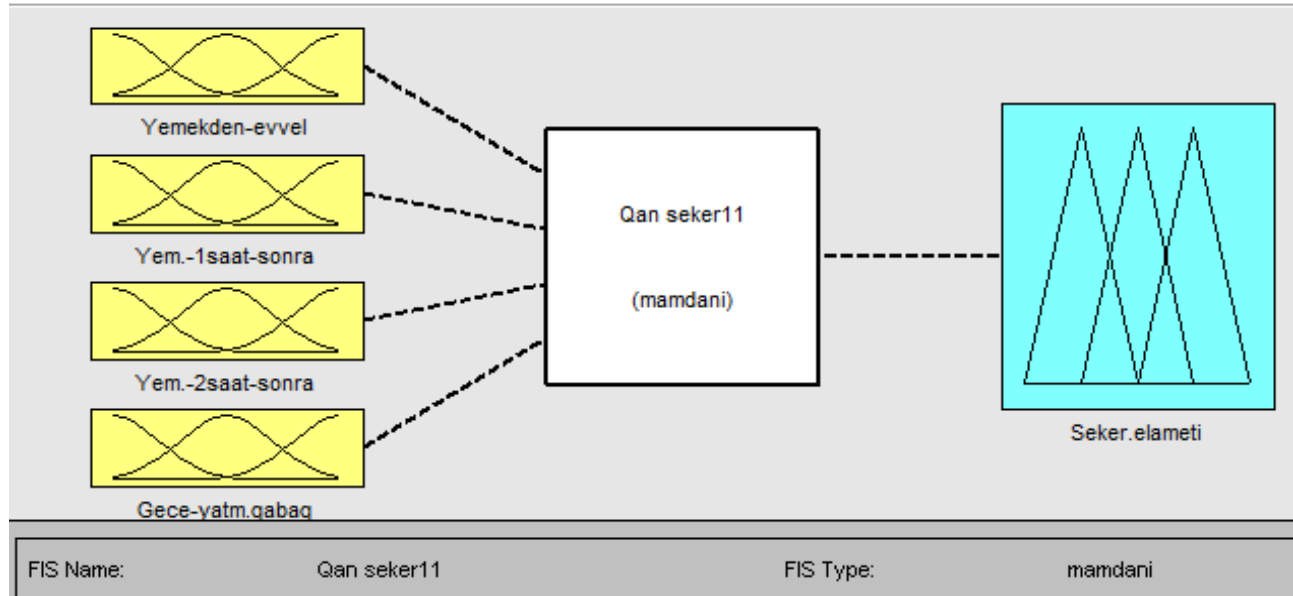 Yemekden-evvel
Yem.-1saat-sonra
Yem.-2saat-sonra
Gece-yatm.qabaq
Qan seker11
(mamdani)
Seker.elameti
FIS Name: Qan seker11 FIS Type: mamdani